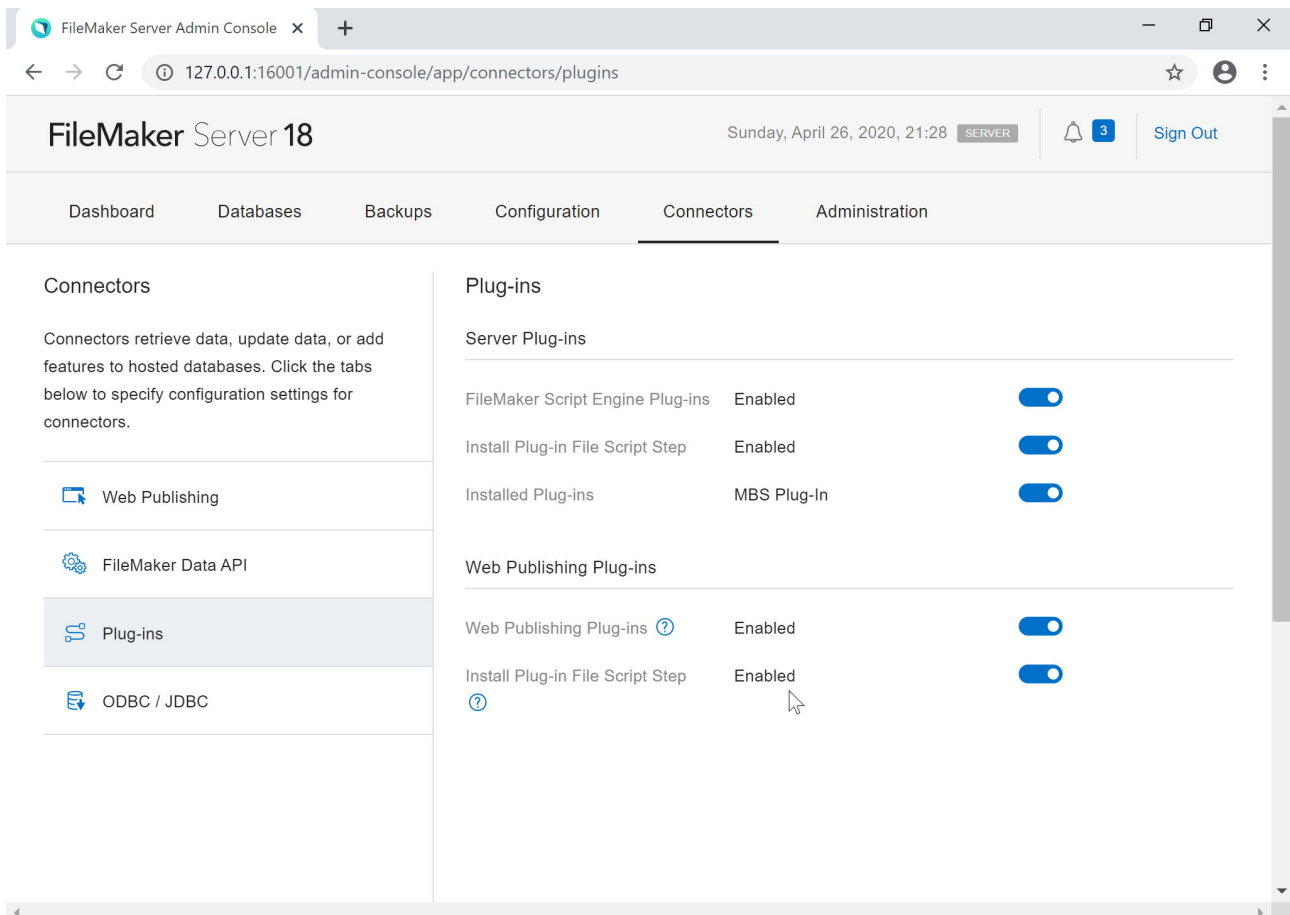 FileMaker Server Admin Console
127.0.0.1:16001/admin-console/app/connectors/plugins
FileMaker Server 18
Sunday, April 26, 2020, 21:28 SERVER
3
Sign Out
Dashboard Databases Backups Configuration Connectors Administration
Connectors
Connectors retrieve data, update data, or add
features to hosted databases. Click the tabs
below to specify configuration settings for
connectors.
Web Publishing
FileMaker Data API
Plug-ins
ODBC / JDBC
Plug-ins
Server Plug-ins
FileMaker Script Engine Plug-ins Enabled
Install Plug-in File Script Step Enabled
Installed Plug-ins MBS Plug-In
Web Publishing Plug-ins
Web Publishing Plug-ins ? Enabled
Install Plug-in File Script Step Enabled
?